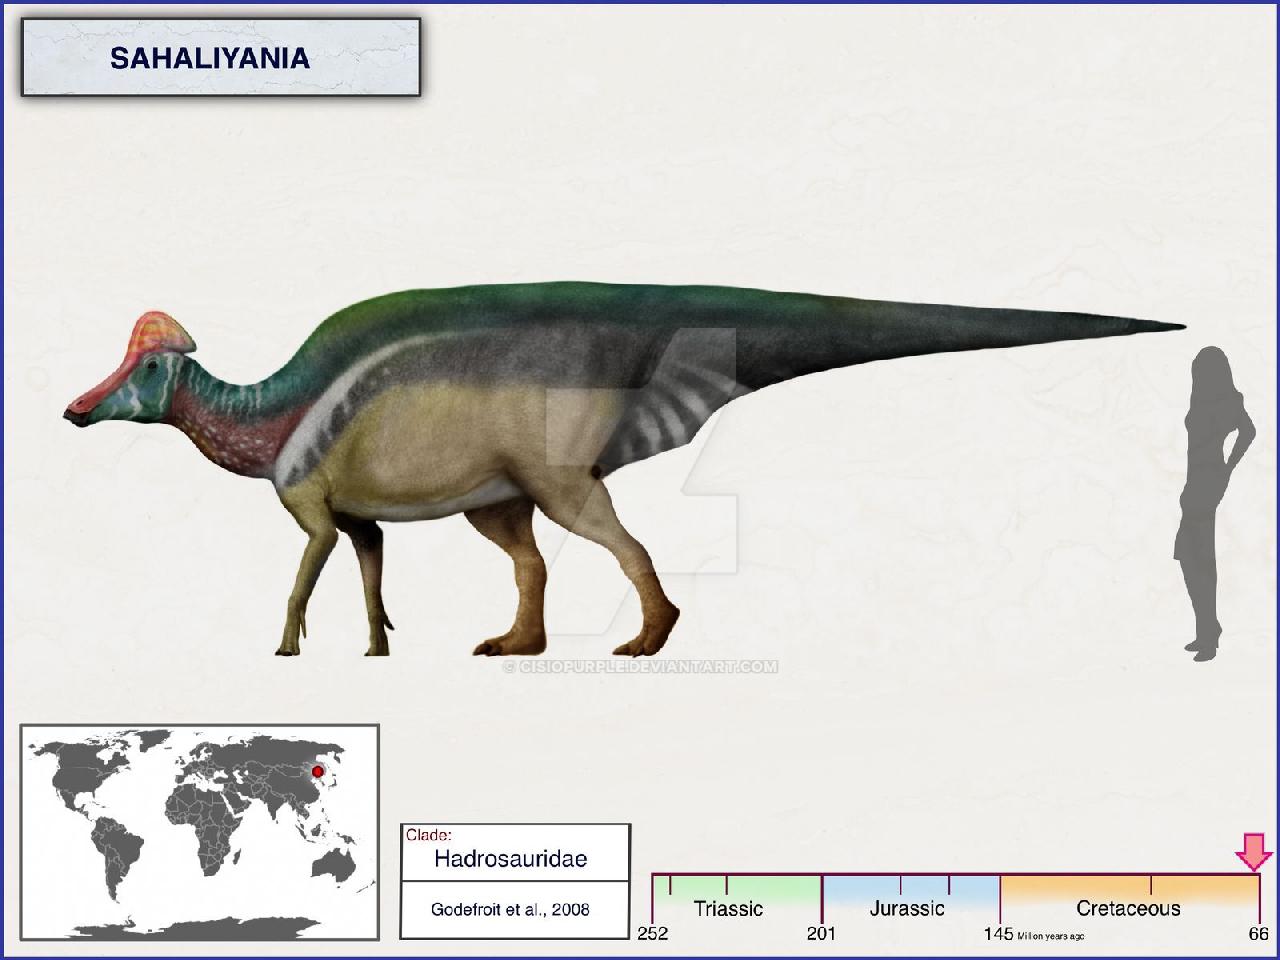 SAHALIYANIA
© CISIOPURPLE.DEVIANTART.COM
Clade:
Hadrosauridae
Godefroit et al., 2008
Triassic
Jurassic
Cretaceous
252
201
145 Million years ago
66